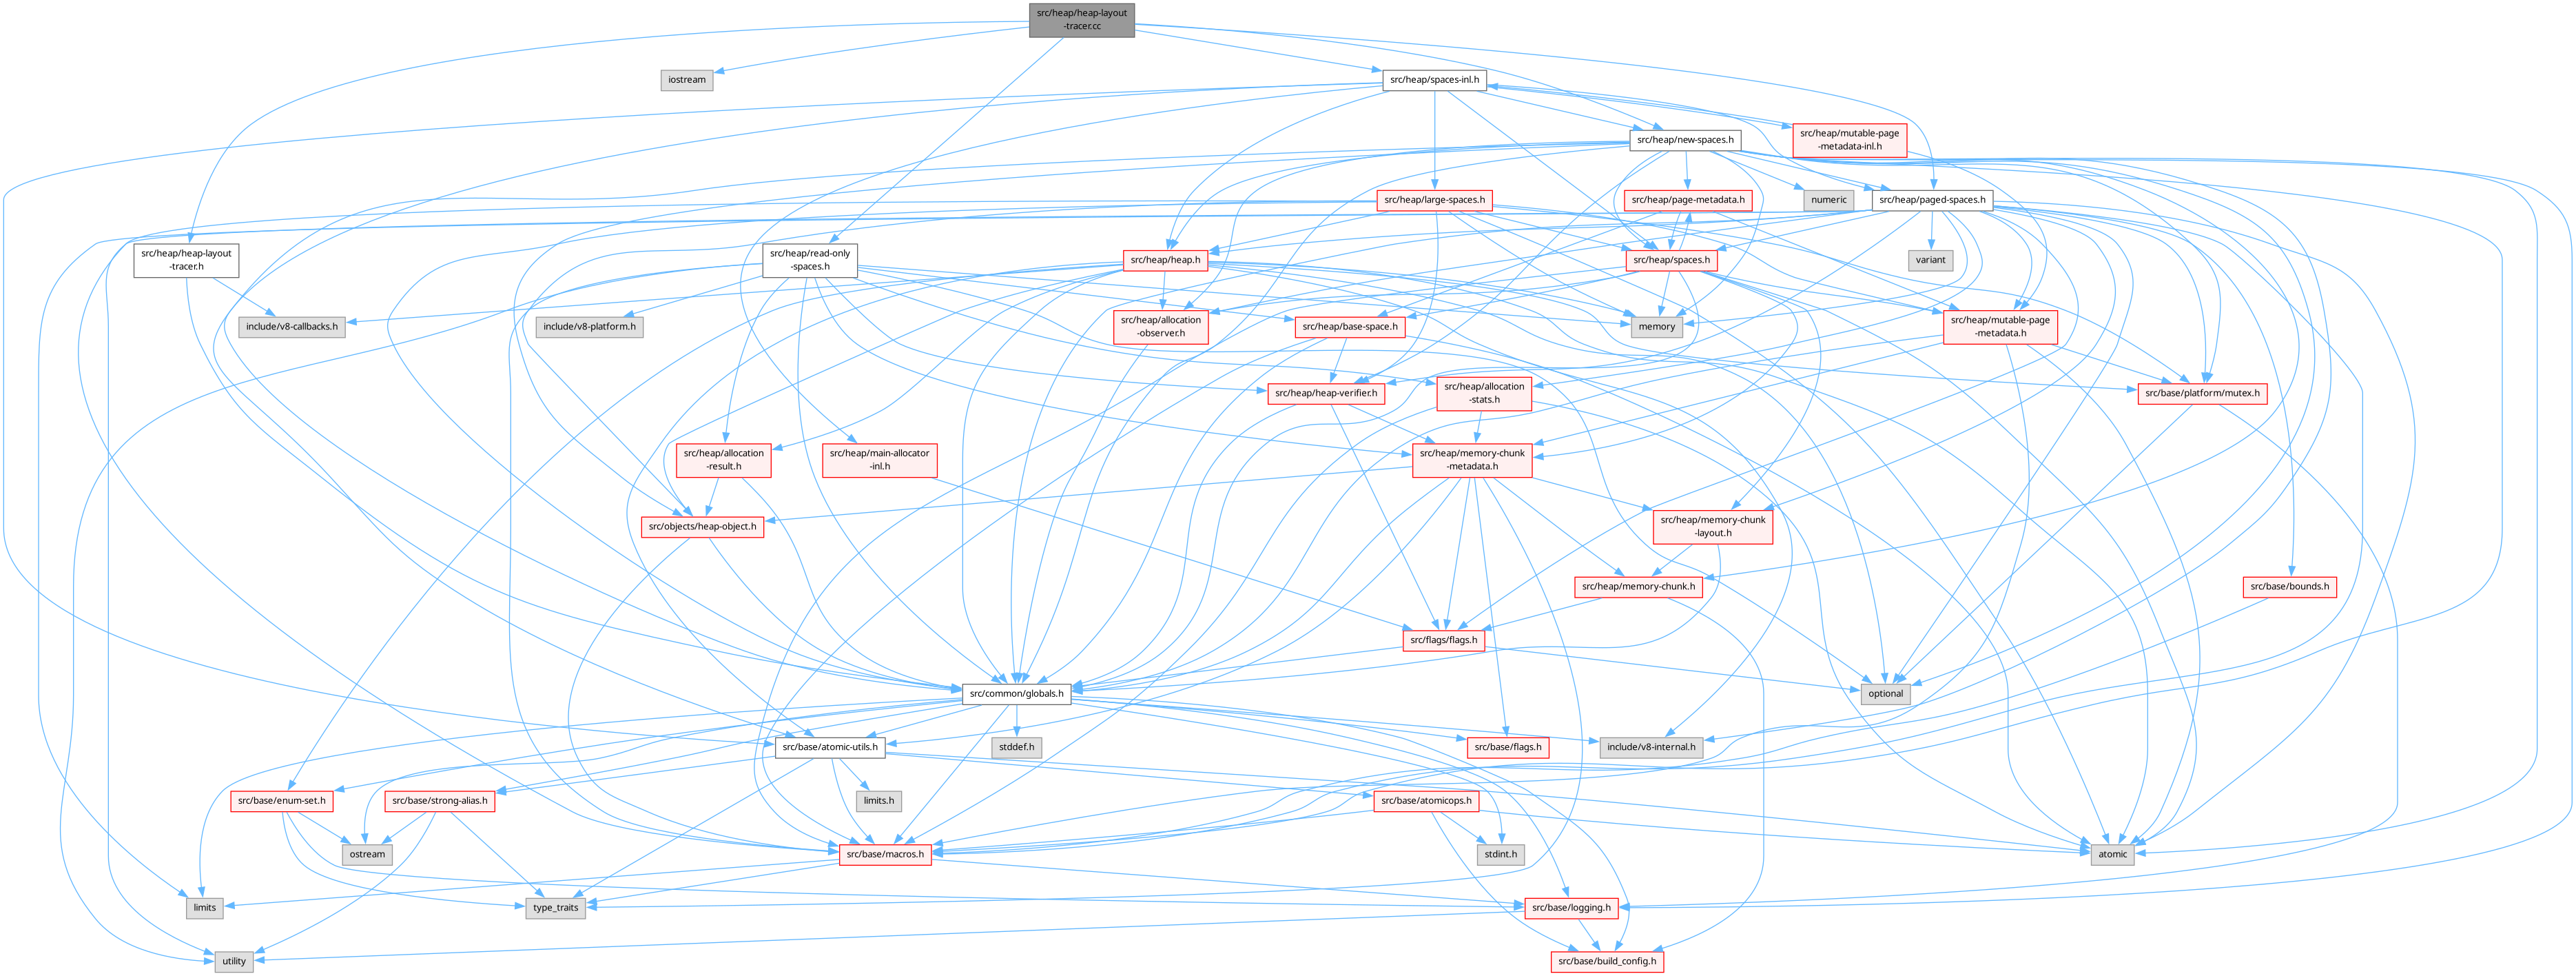 src/heap/heap-layout
-tracer.cc
iostream
src/heap/spaces-inl.h
src/heap/new-spaces.h
src/heap/mutable-page
-metadata-inl.h
src/heap/large-spaces.h
src/heap/page-metadata.h
numeric
src/heap/paged-spaces.h
src/heap/heap-layout
-tracer.h
src/heap/read-only
-spaces.h
src/heap/heap.h
src/heap/spaces.h
variant
include/v8-callbacks.h
include/v8-platform.h
src/heap/allocation
-observer.h
src/heap/base-space.h
memory
src/heap/mutable-page
-metadata.h
src/heap/heap-verifier.h
src/heap/allocation
-stats.h
src/base/platform/mutex.h
src/heap/allocation
-result.h
src/heap/main-allocator
-inl.h
src/heap/memory-chunk
-metadata.h
src/objects/heap-object.h
src/heap/memory-chunk
-layout.h
src/heap/memory-chunk.h
src/base/bounds.h
src/flags/flags.h
src/common/globals.h
optional
src/base/atomic-utils.h
stddef.h
src/base/flags.h
include/v8-internal.h
src/base/enum-set.h
src/base/strong-alias.h
limits.h
src/base/atomicops.h
ostream
src/base/macros.h
stdint.h
atomic
limits
type_traits
src/base/logging.h
utility
src/base/build_config.h